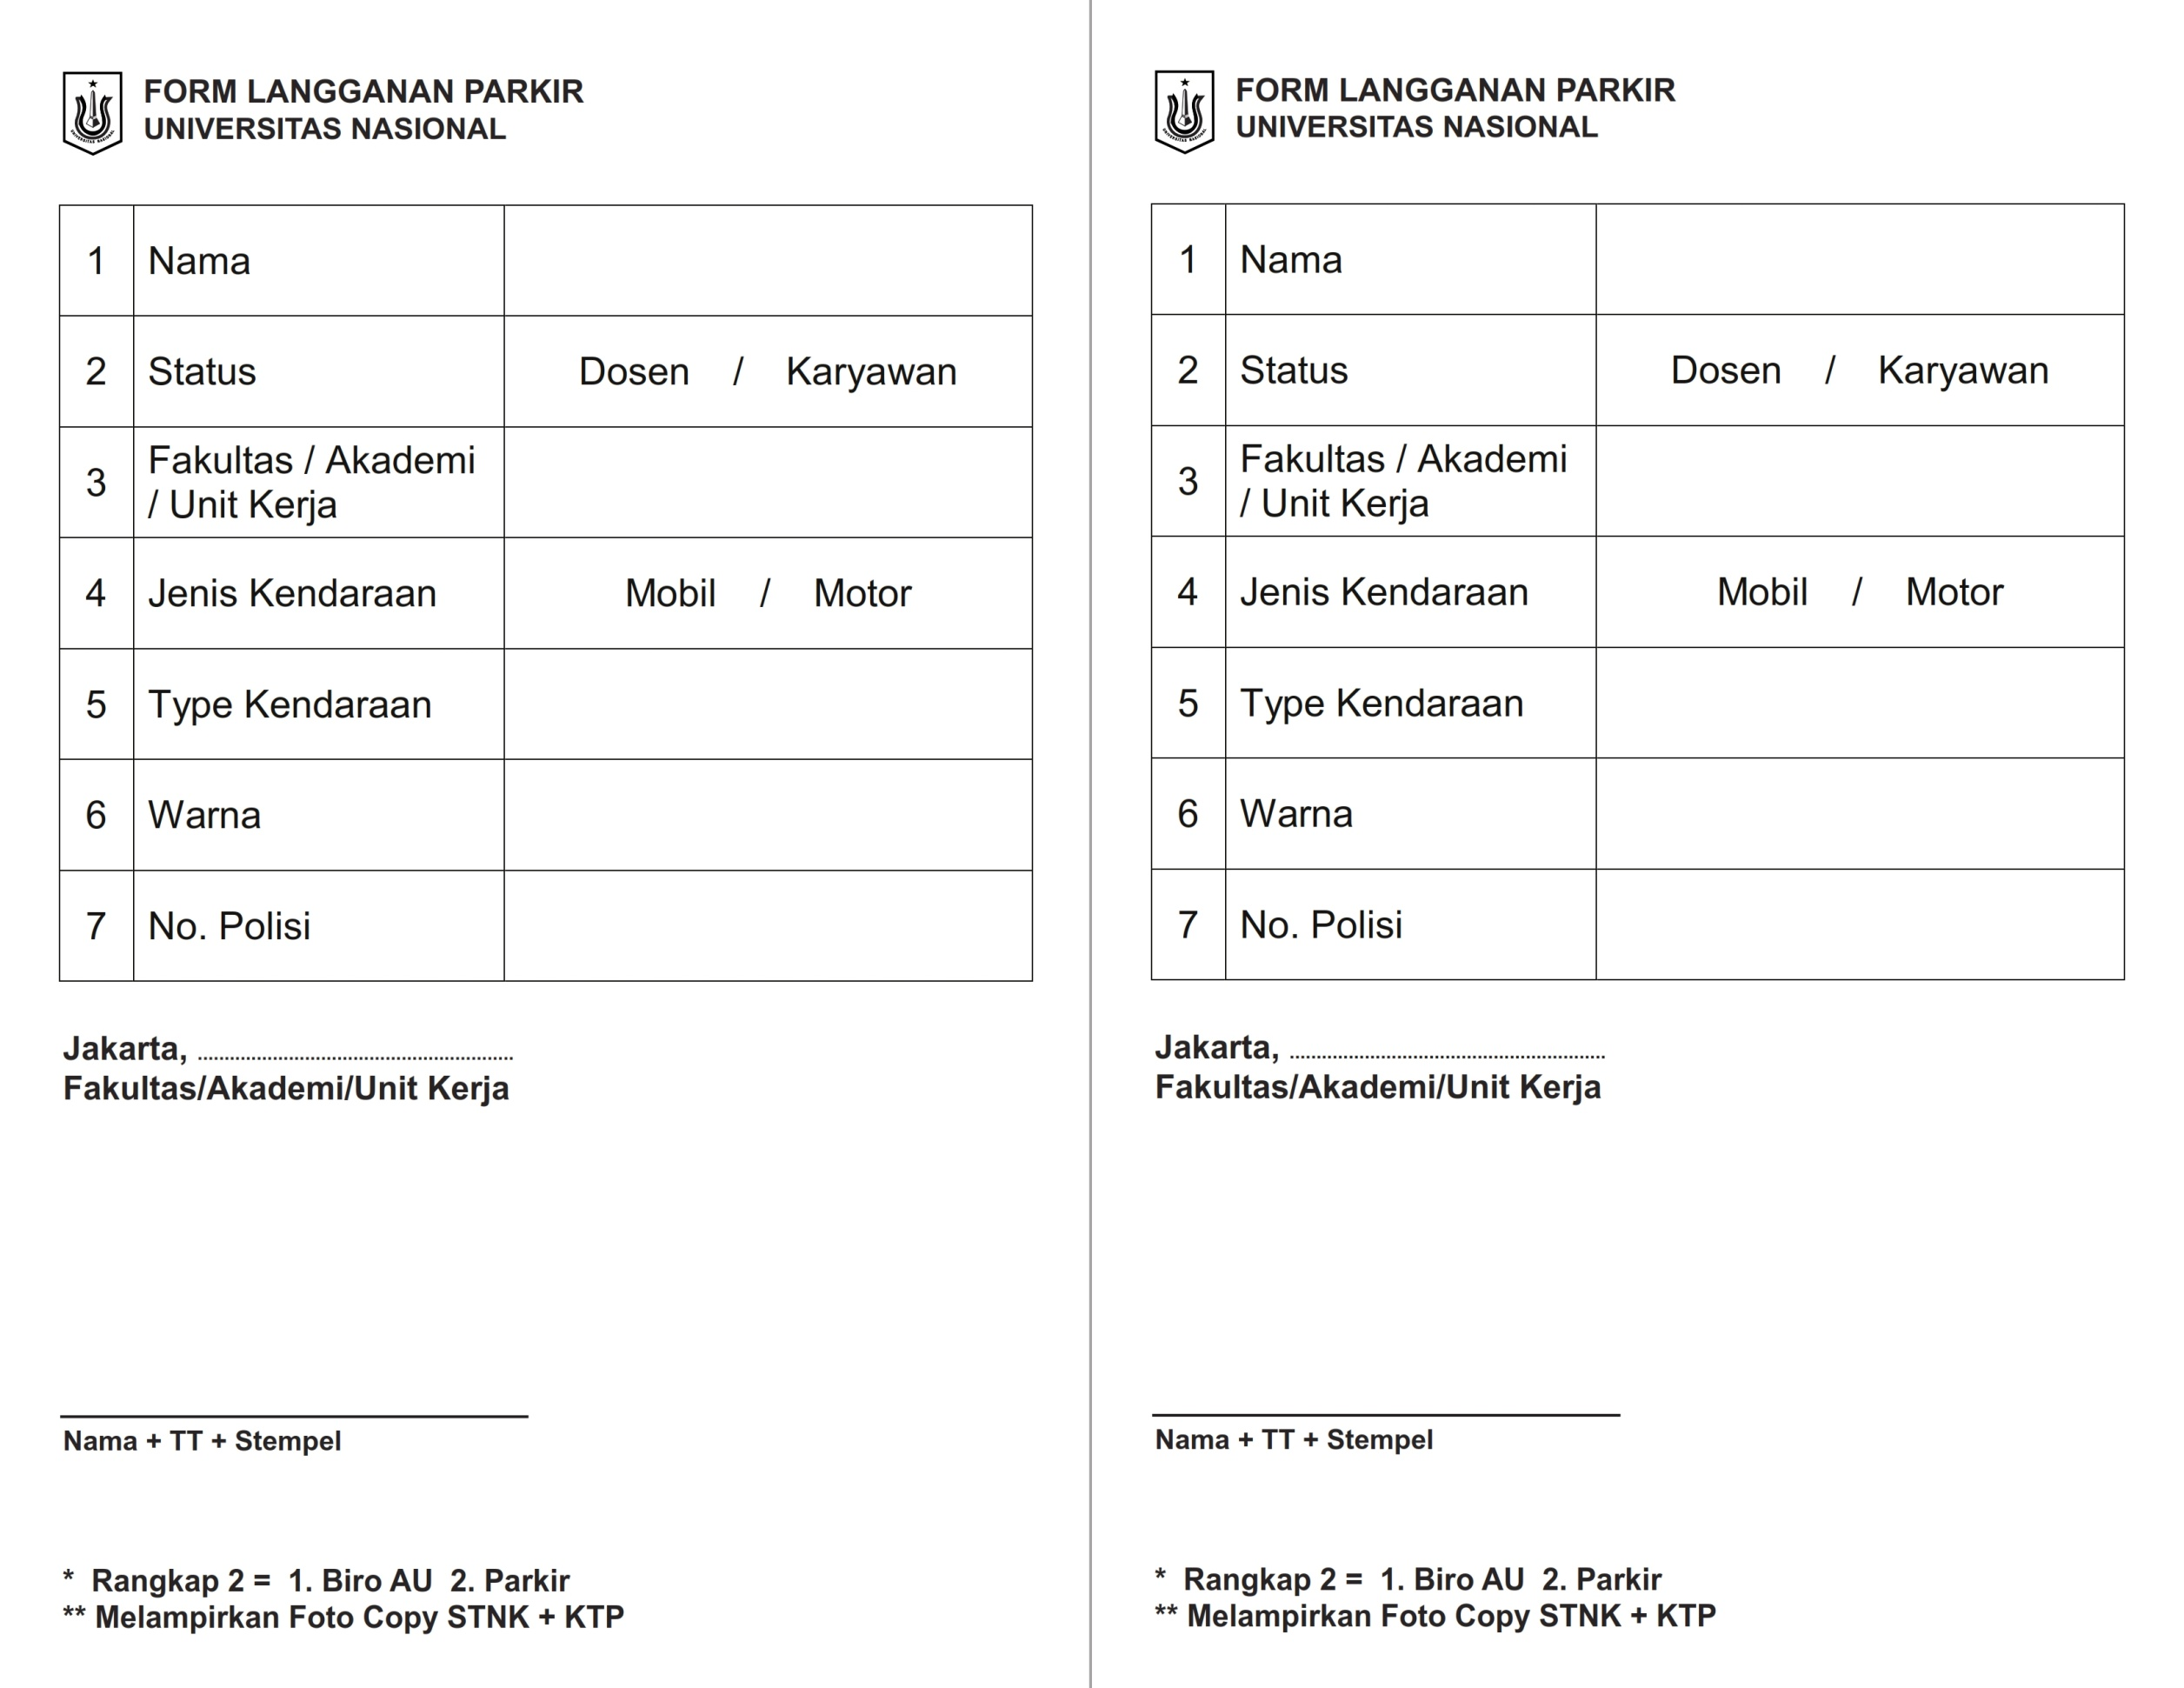 FORM LANGGANAN PARKIR
UNIVERSITAS NASIONAL
UNIVERSITAS NASIONAL
1 Nama
2 Status Dosen / Karyawan
3 Fakultas / Akademi
/ Unit Kerja
4 Jenis Kendaraan Mobil / Motor
5 Type Kendaraan
6 Warna
7 No. Polisi
Jakarta, ............................................................
Fakultas/Akademi/Unit Kerja
Nama + TT + Stempel
* Rangkap 2 = 1. Biro AU 2. Parkir
** Melampirkan Foto Copy STNK + KTP
FORM LANGGANAN PARKIR
UNIVERSITAS NASIONAL
UNIVERSITAS NASIONAL
1 Nama
2 Status Dosen / Karyawan
3 Fakultas / Akademi
/ Unit Kerja
4 Jenis Kendaraan Mobil / Motor
5 Type Kendaraan
6 Warna
7 No. Polisi
Jakarta, ............................................................
Fakultas/Akademi/Unit Kerja
Nama + TT + Stempel
* Rangkap 2 = 1. Biro AU 2. Parkir
** Melampirkan Foto Copy STNK + KTP